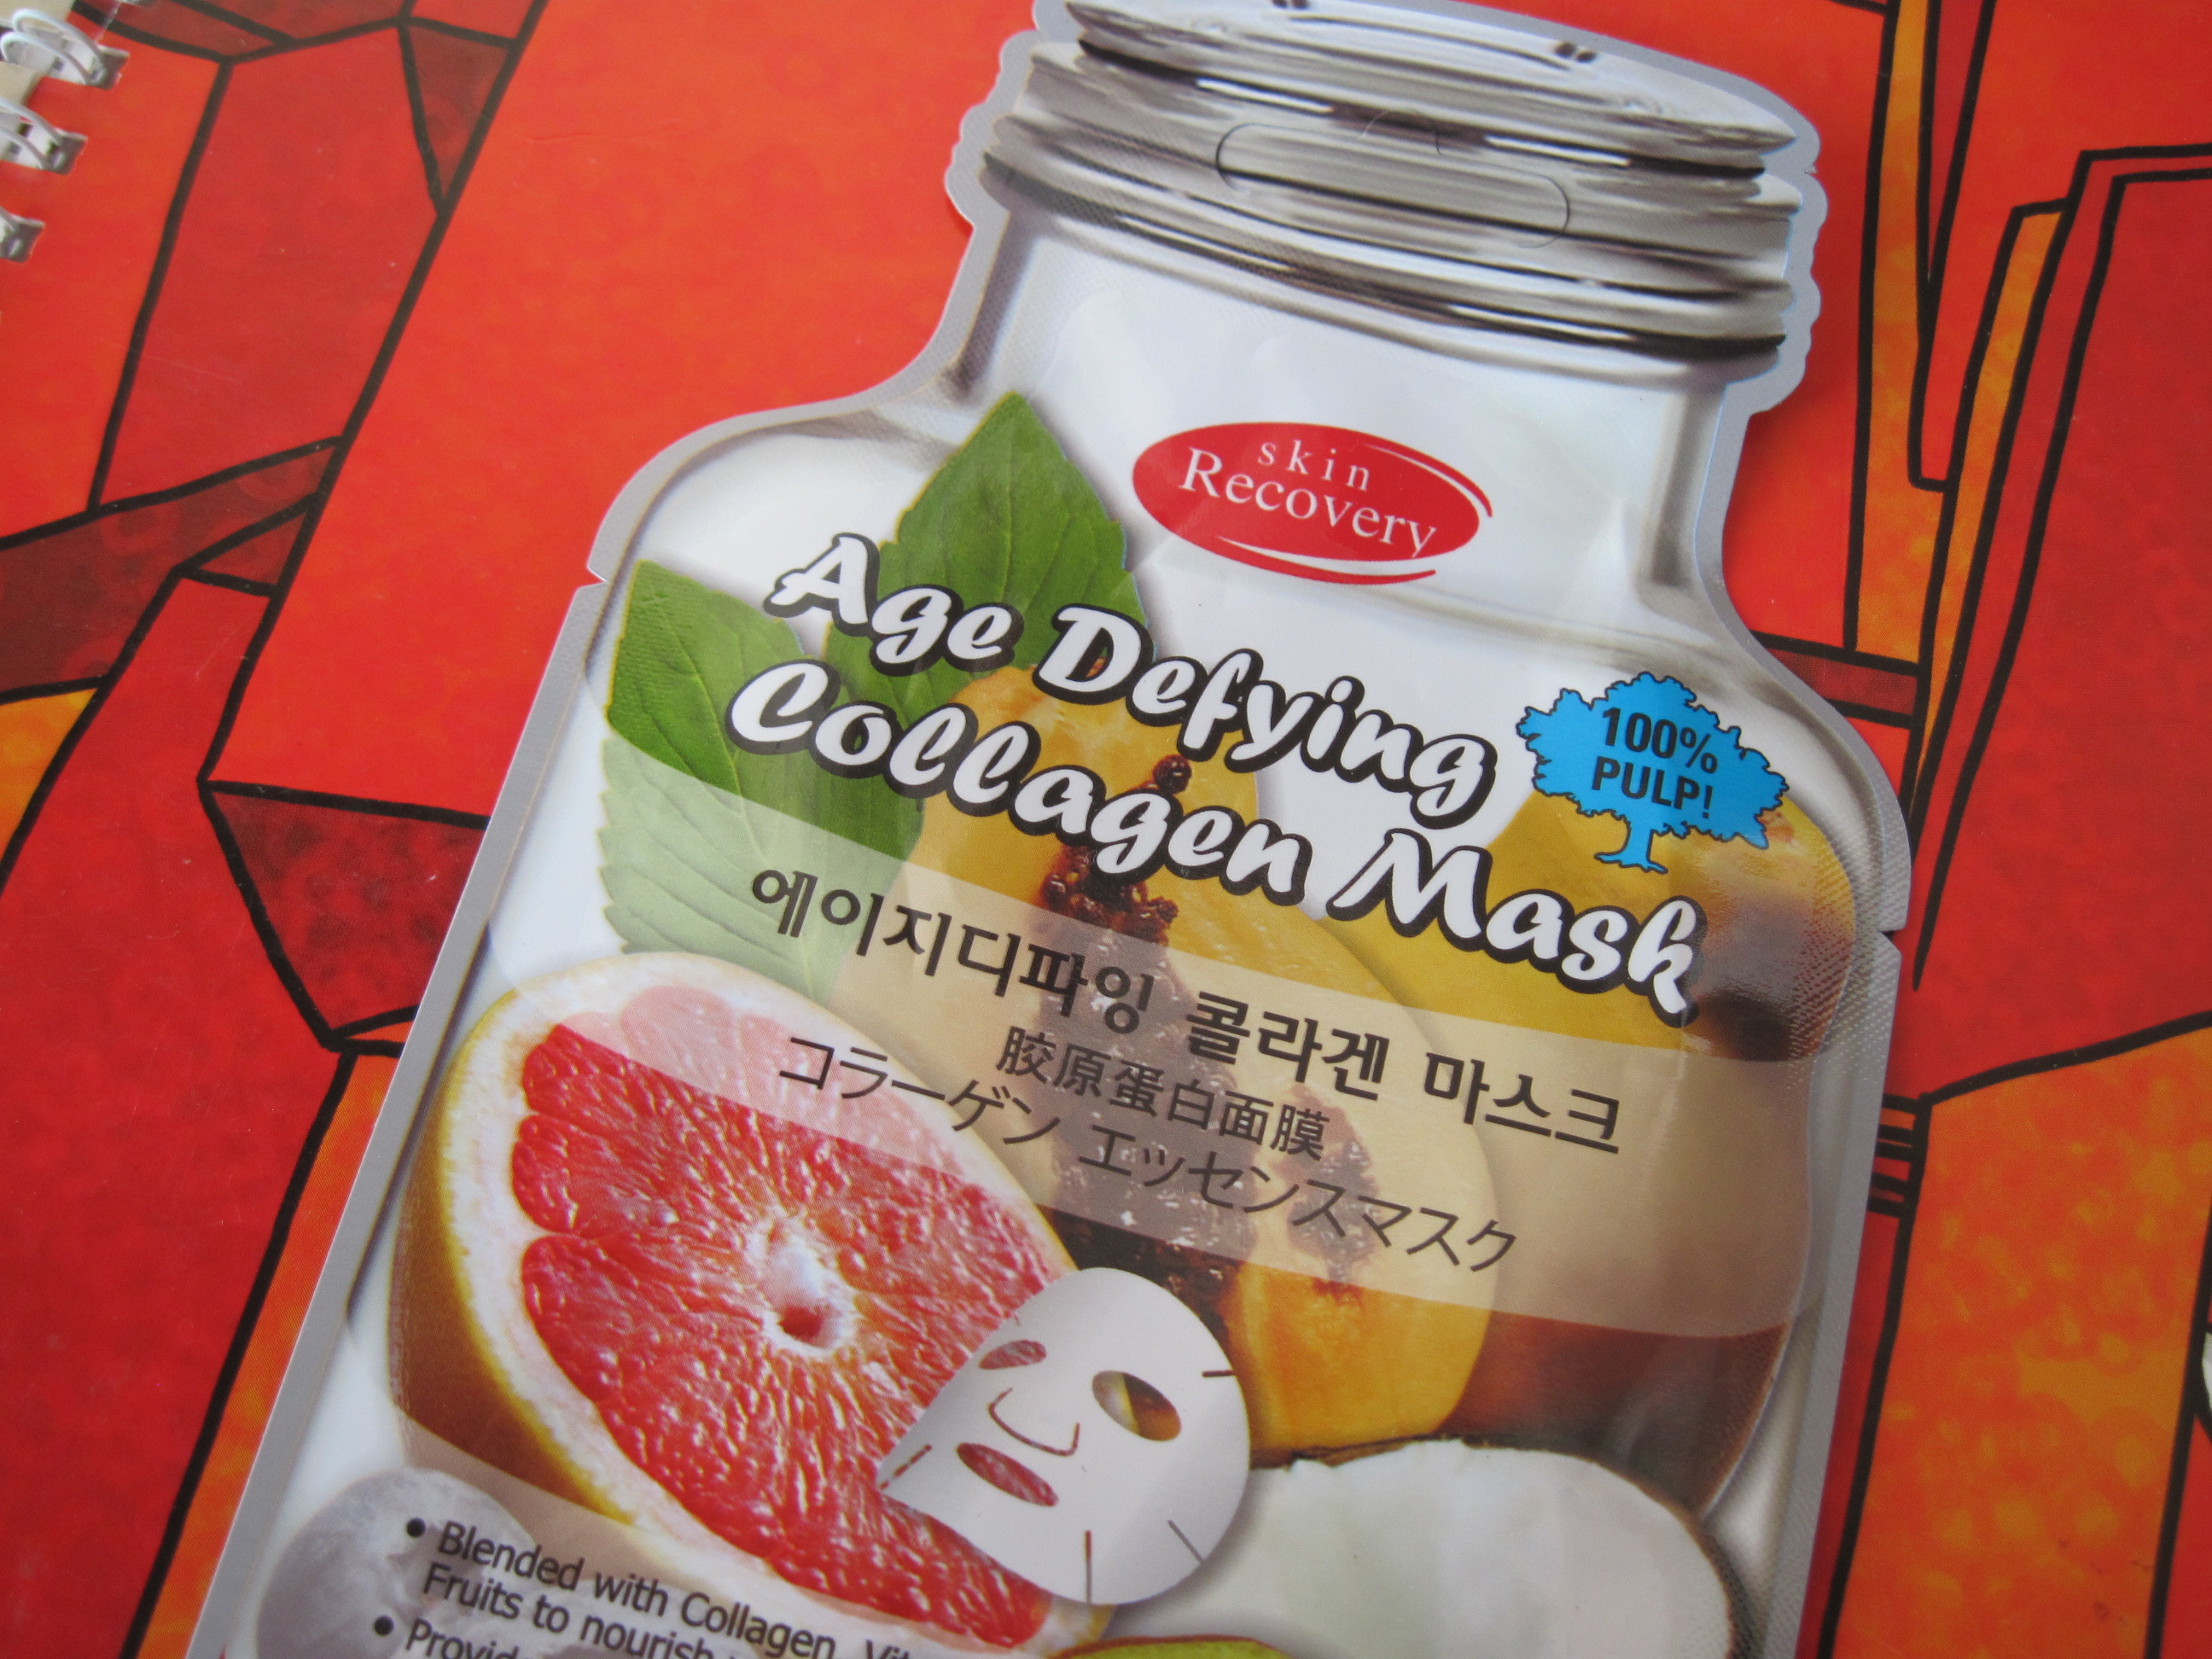 skin
Recovery
Age Defying
Collagen Mask
100%
PULP!
에이지디파잉 콜라겐 마스크
胶原蛋白面膜
コラーゲン エッセンスマスク
• Blended with Collagen,
Fruits to nourish
•